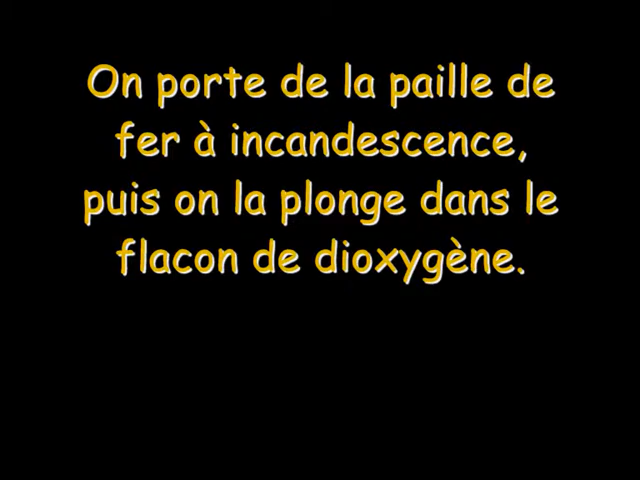 On porte de la paille de
fer à incandescence,
puis on la plonge dans le
flacon de dioxygène.